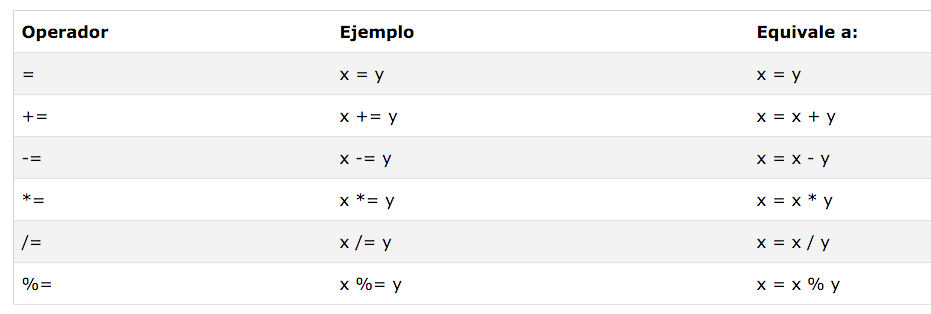 Operador Ejemplo Equivale a:
= x = y x = y
+= x += y x = x + y
-= x -= y x = x - y
*= x *= y x = x * y
/= x /= y x = x / y
%= x %= y x = x % y